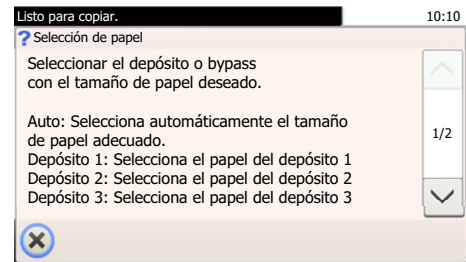 Listo para copiar.
10:10
? Selección de papel
Seleccionar el depósito o bypass
con el tamaño de papel deseado.
Auto: Selecciona automáticamente el tamaño
de papel adecuado.
Depósito 1: Selecciona el papel del depósito 1
Depósito 2: Selecciona el papel del depósito 2
Depósito 3: Selecciona el papel del depósito 3
1/2